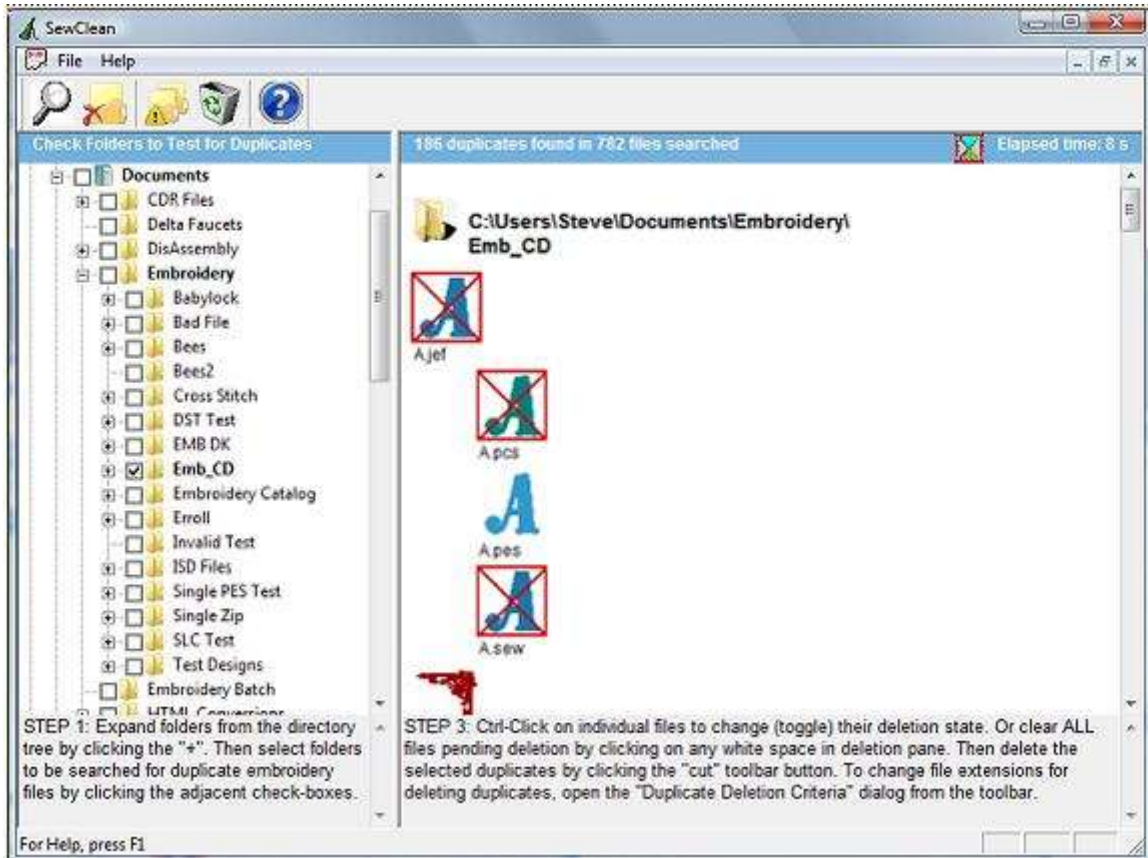 SewClean
File Help
Check Folders to Test for Duplicates
186 duplicates found in 782 files searched
Elapsed time: 8 s
Documents
CDR Files
Delta Faucets
DisAssembly
Embroidery
Babylock
Bad File
Bees
Bees2
Cross Stitch
DST Test
EMB DK
Emb_CD
Embroidery Catalog
Erroll
Invalid Test
ISD Files
Single PES Test
Single Zip
SLC Test
Test Designs
Embroidery Batch
HTML Conversions
STEP 1: Expand folders from the directory
tree by clicking the "+". Then select folders
to be searched for duplicate embroidery
files by clicking the adjacent check-boxes.
C:\Users\Steve\Documents\Embroidery\
Emb_CD
A.jef
A.pcs
A.pes
A.sew
STEP 3: Ctrl-Click on individual files to change (toggle) their deletion state. Or clear ALL
files pending deletion by clicking on any white space in deletion pane. Then delete the
selected duplicates by clicking the "cut" toolbar button. To change file extensions for
deleting duplicates, open the "Duplicate Deletion Criteria" dialog from the toolbar.
For Help, press F1